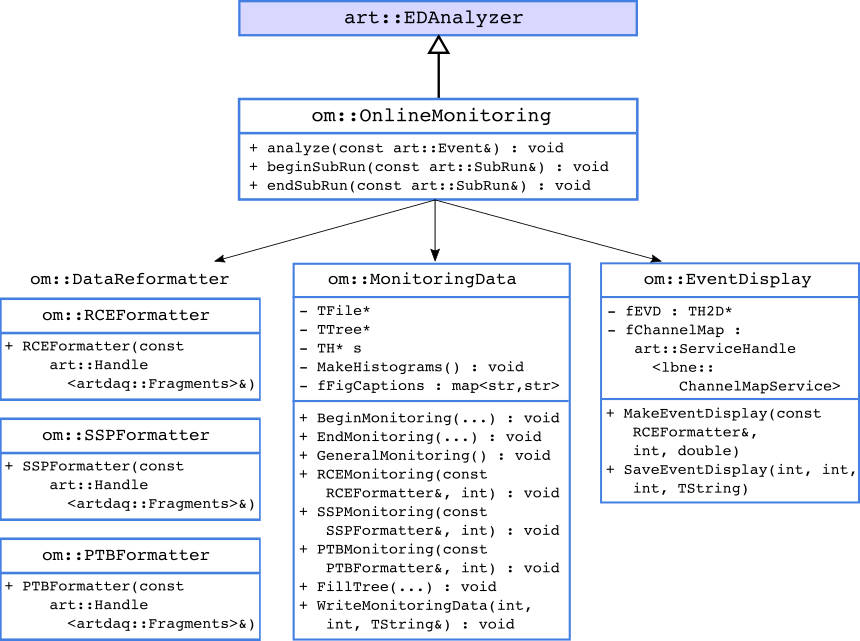 art::EDAnalyzer
om::OnlineMonitoring
+ analyze(const art::Event&) : void
+ beginSubRun(const art::SubRun&) : void
+ endSubRun(const art::SubRun&) : void
om::DataReformatter
om::RCEFormatter
+ RCEFormatter(const
art::Handle
<artdaq::Fragments>&)
om::SSPFormatter
+ SSPFormatter(const
art::Handle
<artdaq::Fragments>&)
om::PTBFormatter
+ PTBFormatter(const
art::Handle
<artdaq::Fragments>&)
om::MonitoringData
- TFile*
- TTree*
- TH* s
- MakeHistograms() : void
- fFigCaptions : map<str,str>
+ BeginMonitoring(...) : void
+ EndMonitoring(...) : void
+ GeneralMonitoring() : void
+ RCEMonitoring(const
RCEFormatter&, int) : void
+ SSPMonitoring(const
SSPFormatter&, int) : void
+ PTBMonitoring(const
PTBFormatter&, int) : void
+ FillTree(...) : void
+ WriteMonitoringData(int,
int, TString&) : void
om::EventDisplay
- fEVD : TH2D*
- fChannelMap :
art::ServiceHandle
<lbne::
ChannelMapService>
+ MakeEventDisplay(const
RCEFormatter&,
int, double)
+ SaveEventDisplay(int, int,
int, TString)